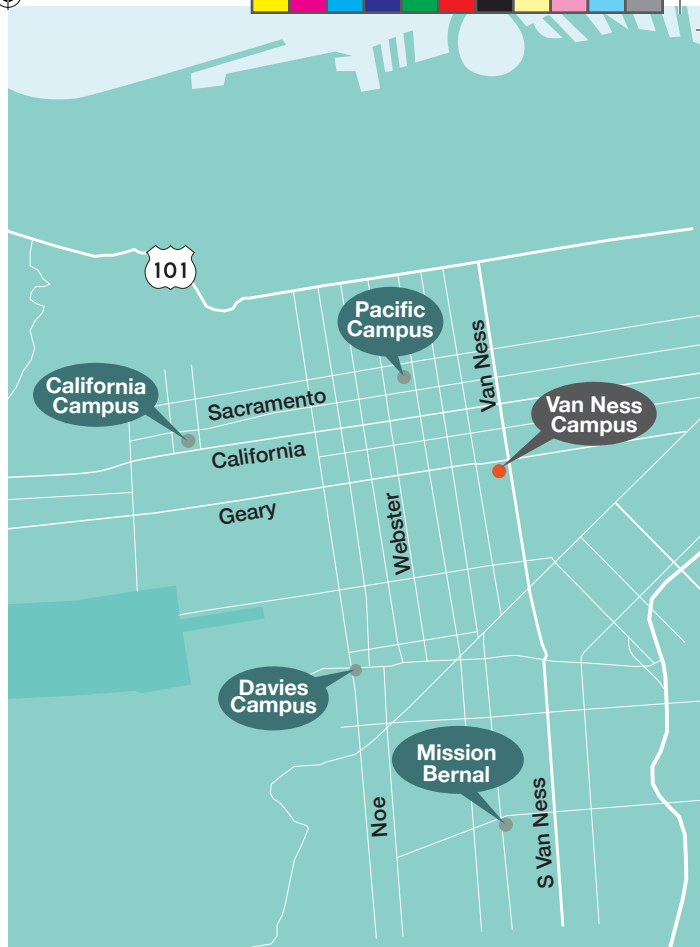 101
Pacific
Campus
Van Ness
California
Campus
Sacramento
Van Ness
Campus
California
Geary
Webster
Davies
Campus
Mission
Bernal
Noe
S Van Ness